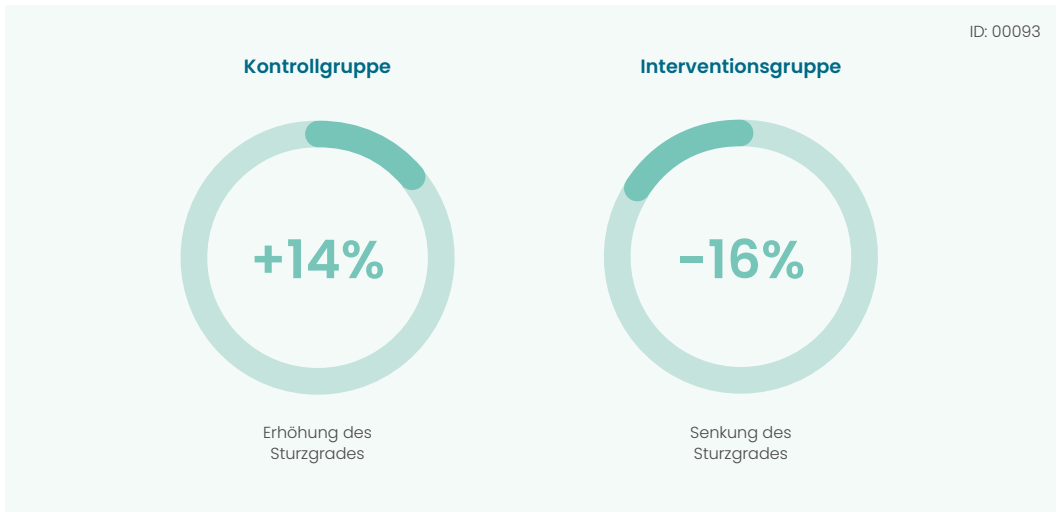 ID: 00093
Kontrollgruppe
Interventionsgruppe
+14%
-16%
Erhöhung des
Sturzgrades
Senkung des
Sturzgrades